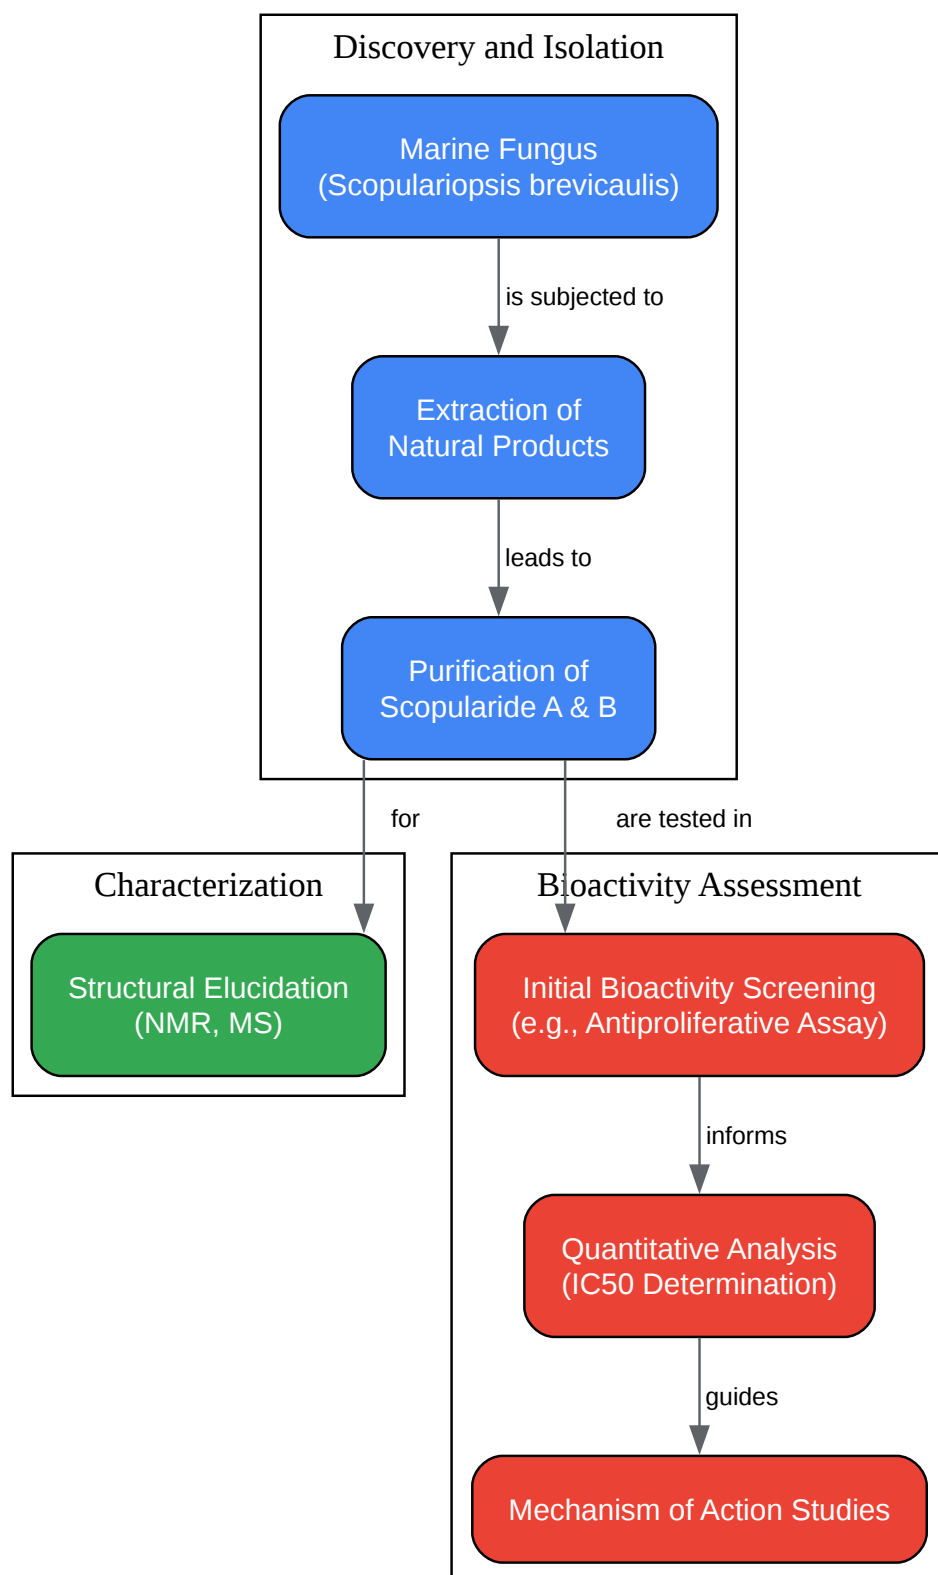 Discovery and Isolation
Marine Fungus
(Scopulariopsis brevicaulis)
is subjected to
Extraction of
Natural Products
leads to
Purification of
Scopularide A & B
for
are tested in
Characterization
Structural Elucidation
(NMR, MS)
Bioactivity Assessment
Initial Bioactivity Screening
(e.g., Antiproliferative Assay)
informs
Quantitative Analysis
(IC50 Determination)
guides
Mechanism of Action Studies